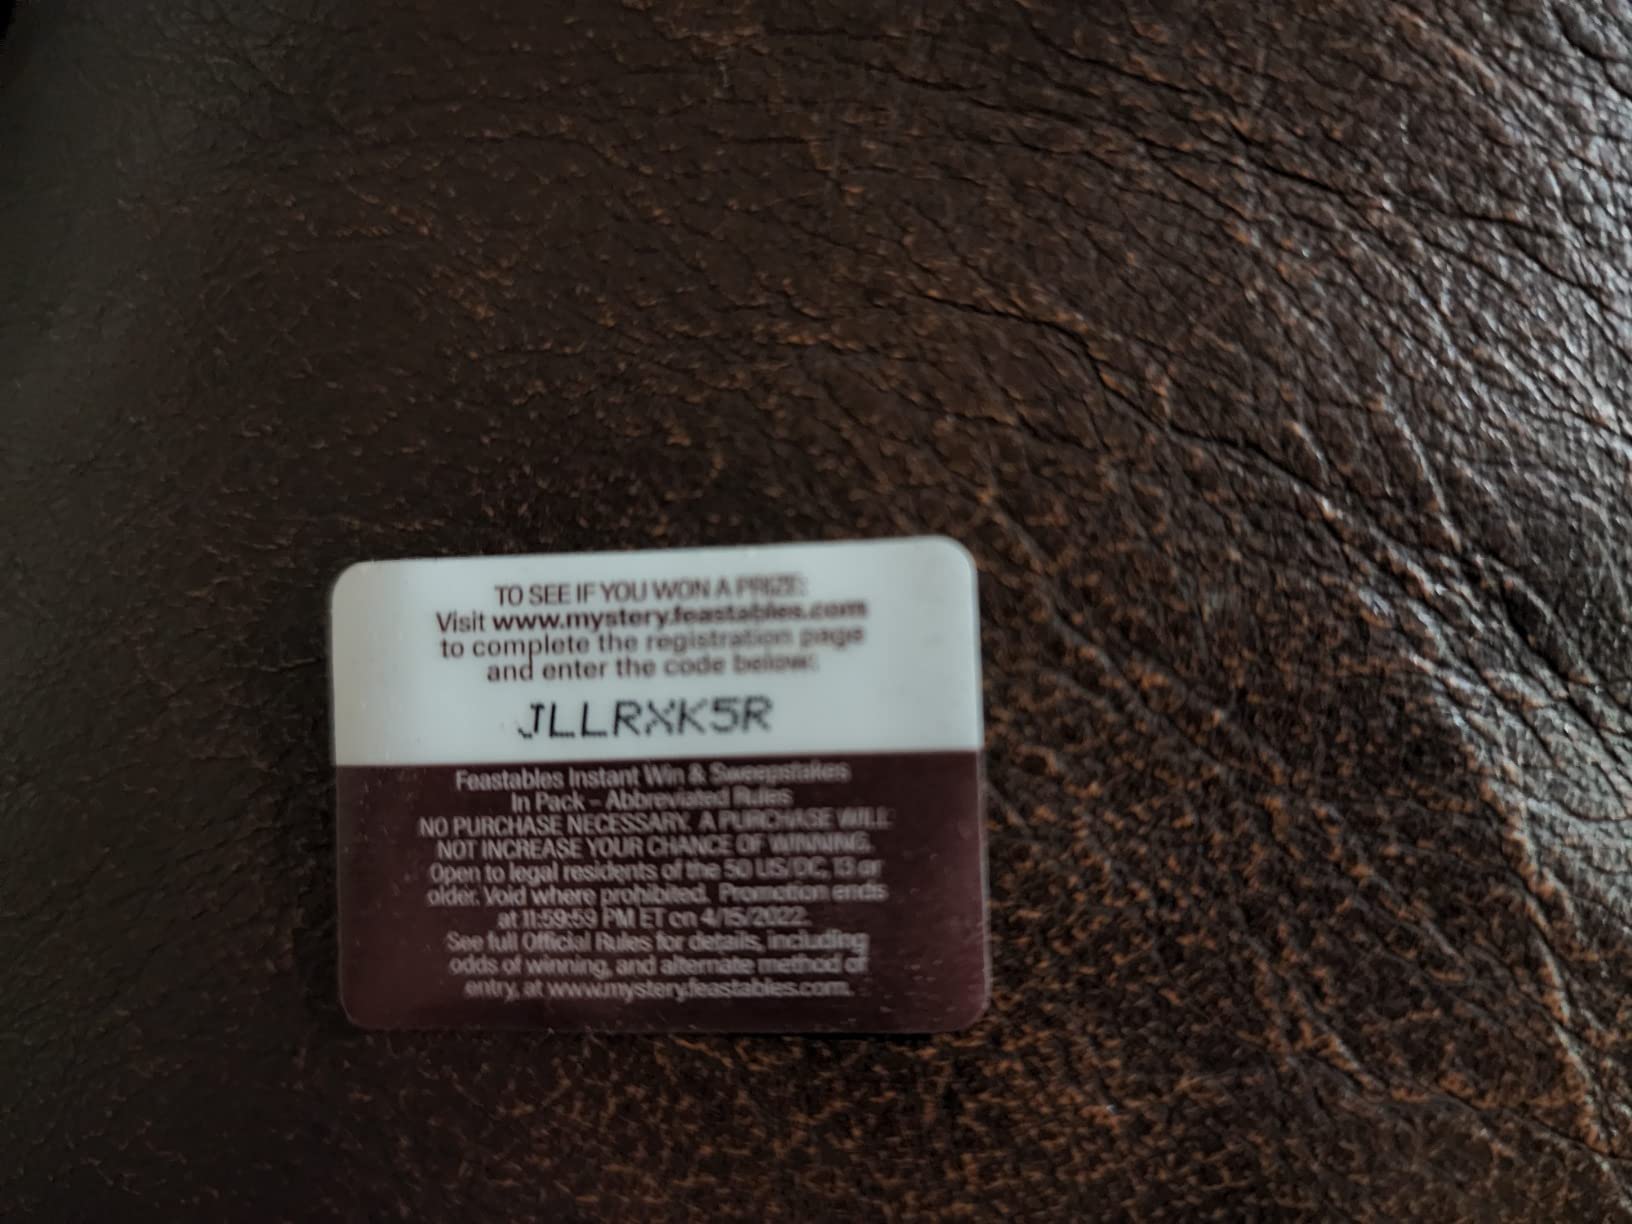 TO SEE IF YOU WON A PRIZE:
Visit www.mystery.feastables.com
to complete the registration page
and enter the code below:
JLLRXK5R
Feastables Instant Win & Sweepstakes
In Pack - Abbreviated Rules
NO PURCHASE NECESSARY. A PURCHASE WILL
NOT INCREASE YOUR CHANCE OF WINNING.
Open to legal residents of the 50 US/DC, 13 or
older. Void where prohibited. Promotion ends
at 11:59:59 PM ET on 4/15/2022.
See full Official Rules for details, including
odds of winning, and alternate method of
entry, at www.mystery.feastables.com.